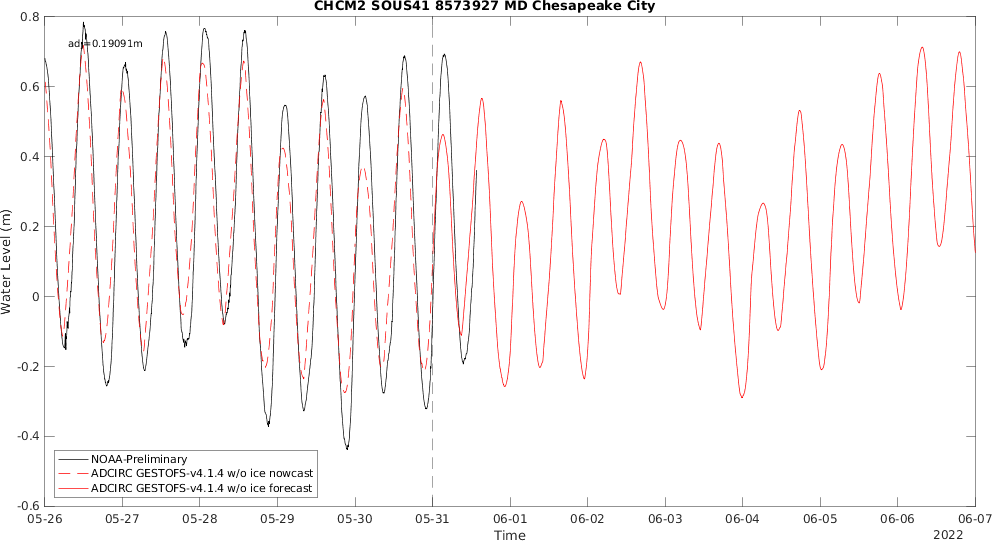 CHCM2 SOUS41 8573927 MD Chesapeake City
adj=0.19091m
Water Level (m)
0.8
0.6
0.4
0.2
0
-0.2
-0.4
-0.6
NOAA-Preliminary
ADCIRC GESTOFS-v4.1.4 w/o ice nowcast
ADCIRC GESTOFS-v4.1.4 w/o ice forecast
05-26 05-27 05-28 05-29 05-30 05-31 06-01 06-02 06-03 06-04 06-05 06-06 06-07
Time
2022